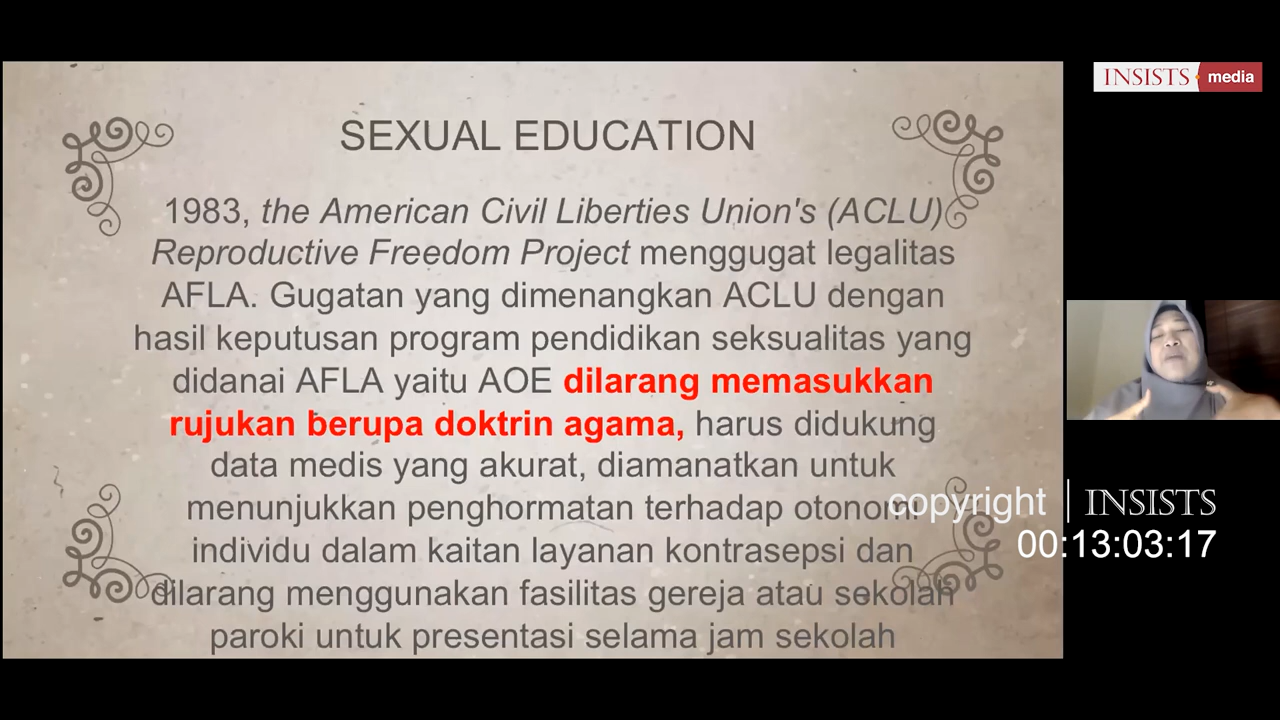 INSISTS media
SEXUAL EDUCATION
1983, the American Civil Liberties Union's (ACLU)
Reproductive Freedom Project menggugat legalitas
AFLA. Gugatan yang dimenangkan ACLU dengan
hasil keputusan program pendidikan seksualitas yang
didanai AFLA yaitu AOE dilarang memasukkan
rujukan berupa doktrin agama, harus didukung
data medis yang akurat, diamanatkan untuk
menunjukkan penghormatan terhadap otonomi
individu dalam kaitan layanan kontrasepsi dan
dilarang menggunakan fasilitas gereja atau sekolah
paroki untuk presentasi selama jam sekolah
copyright | INSISTS
00:13:03:17